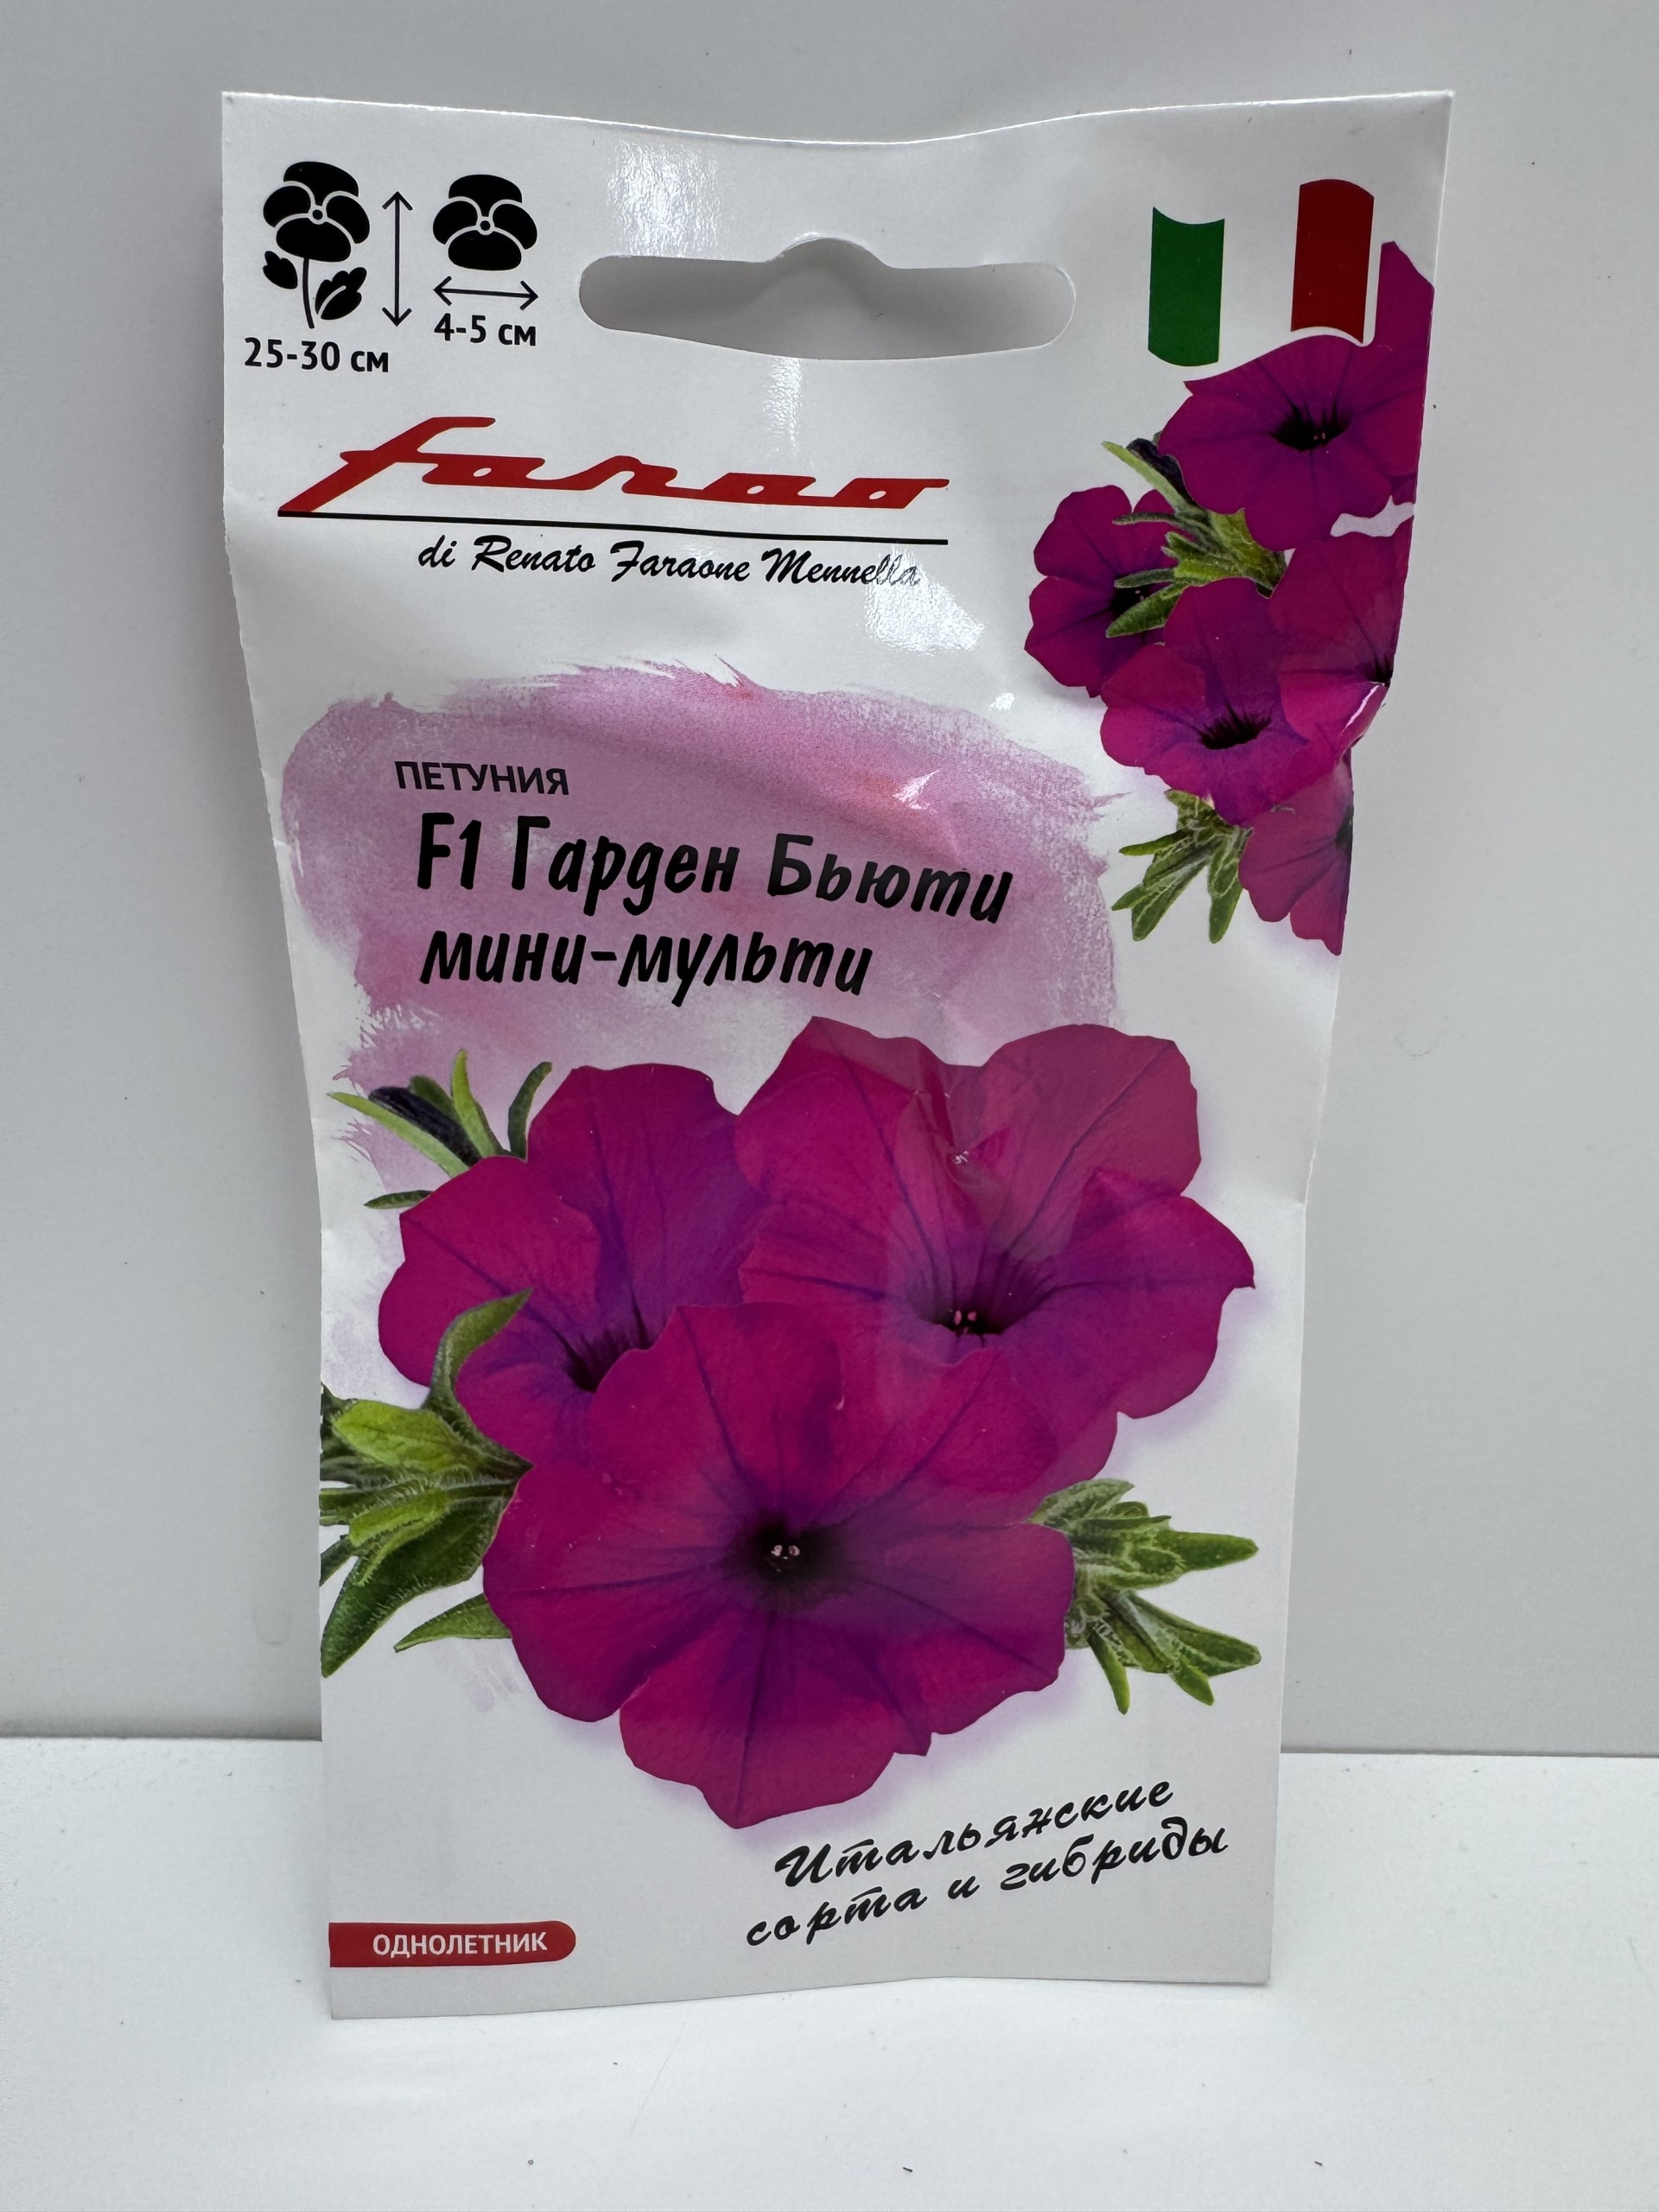 25-30 см
4-5 см
farao
di Renato Faraone Mennella
ПЕТУНИЯ
F1 Гарден Бьюти
мини-мульти
Итальянские
сорта и гибриды
ОДНОЛЕТНИК